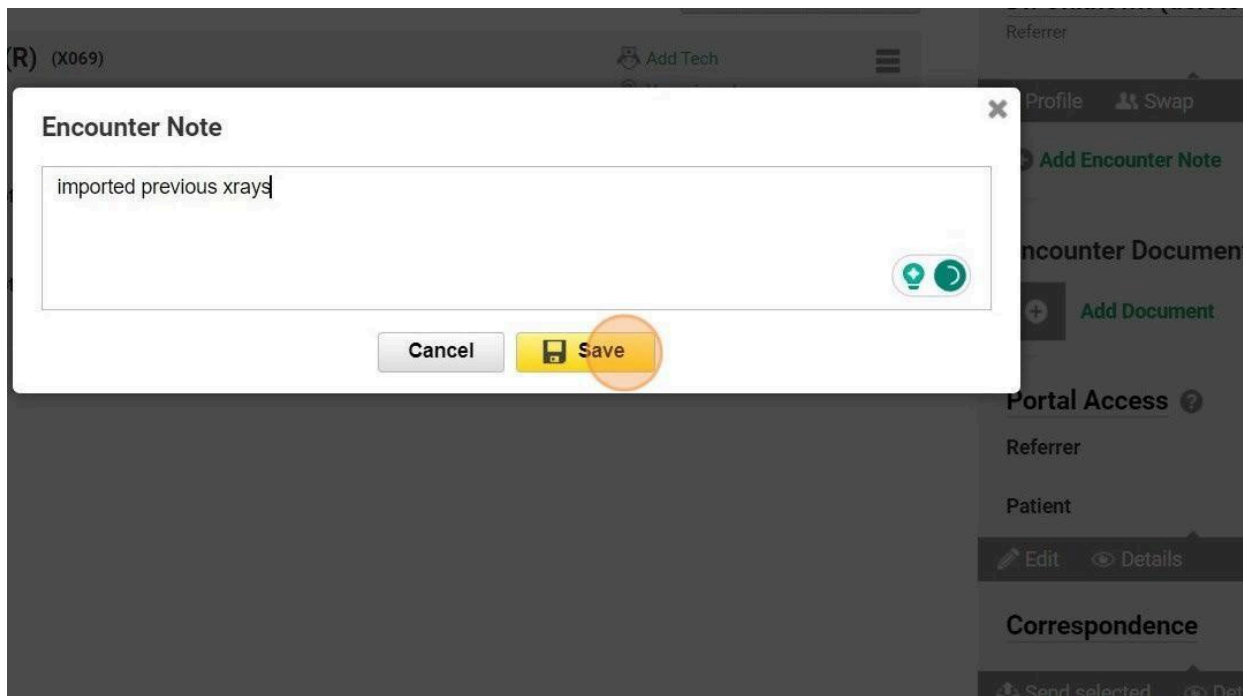 Referrer
(R) (X069)
Add Tech
Profile
Swap
Encounter Note
Add Encounter Note
imported previous xrays
ncounter Documen
Add Document
Cancel
Save
Portal Access
Referrer
Patient
Edit
Details
Correspondence
Send selected